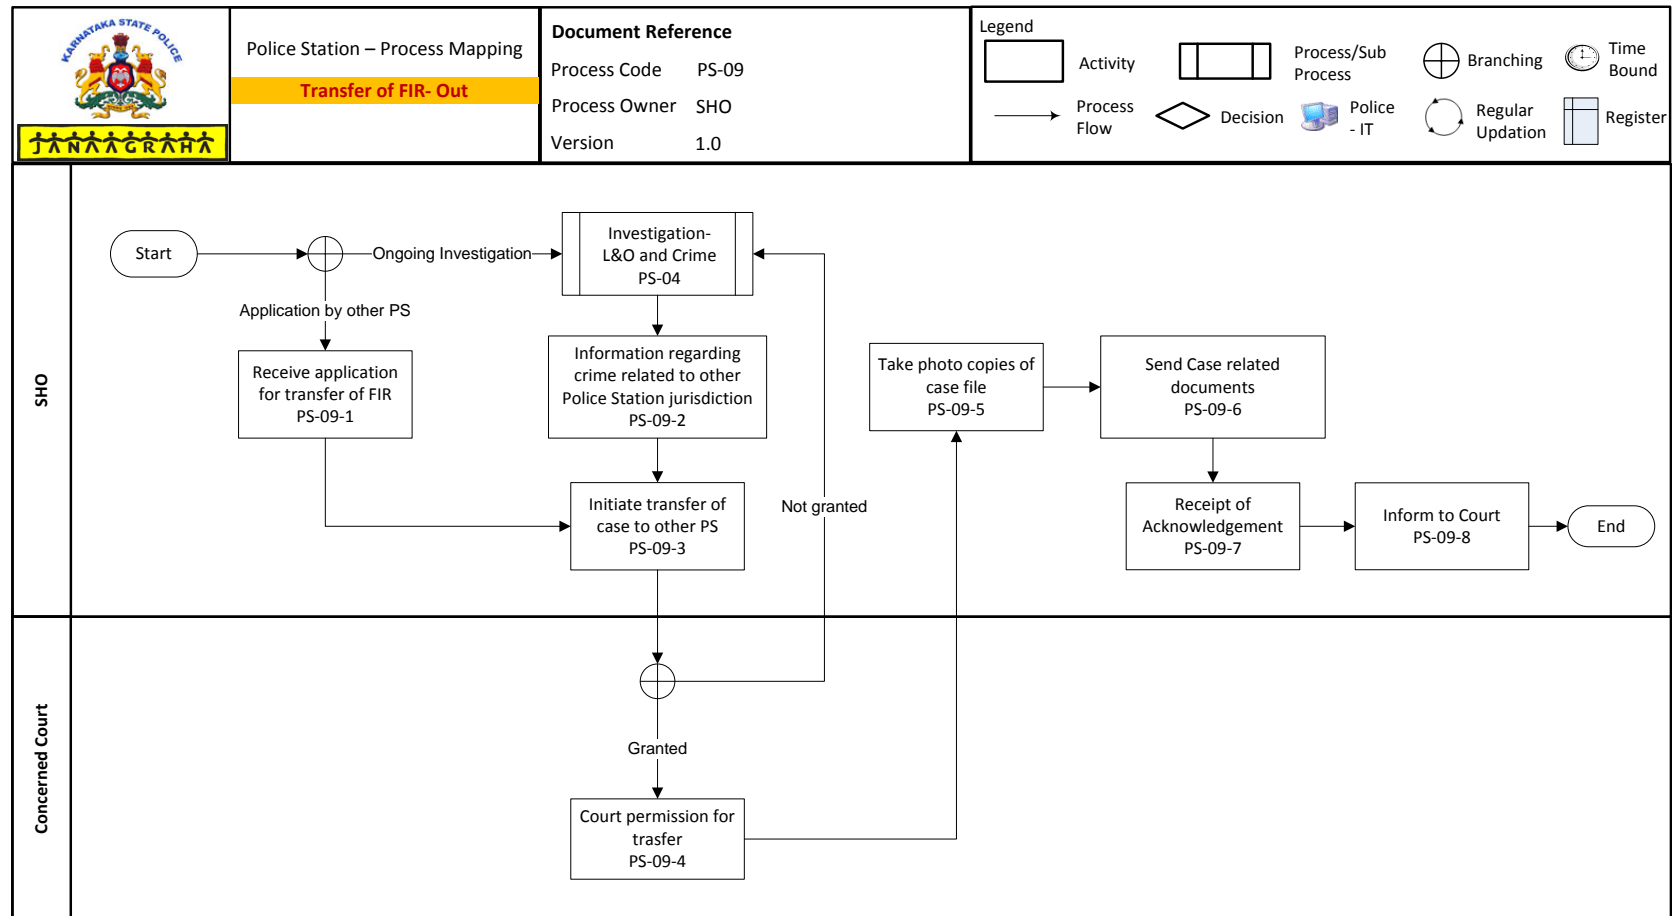 KARNATAKA STATE POLICE
JANAAGRAHA
Police Station – Process Mapping
Transfer of FIR- Out
Document Reference
Process Code PS-09
Process Owner SHO
Version 1.0
Legend
Activity
Process/Sub
Process
Branching
Time
Bound
Process
Flow
Decision
Police
- IT
Regular
Updation
Register
SHO
Start
Ongoing Investigation
Investigation-
L&O and Crime
PS-04
Application by other PS
Receive application
for transfer of FIR
PS-09-1
Information regarding
crime related to other
Police Station jurisdiction
PS-09-2
Initiate transfer of
case to other PS
PS-09-3
Not granted
Take photo copies of
case file
PS-09-5
Send Case related
documents
PS-09-6
Receipt of
Acknowledgement
PS-09-7
Inform to Court
PS-09-8
End
Concerned Court
Granted
Court permission for
trasfer
PS-09-4